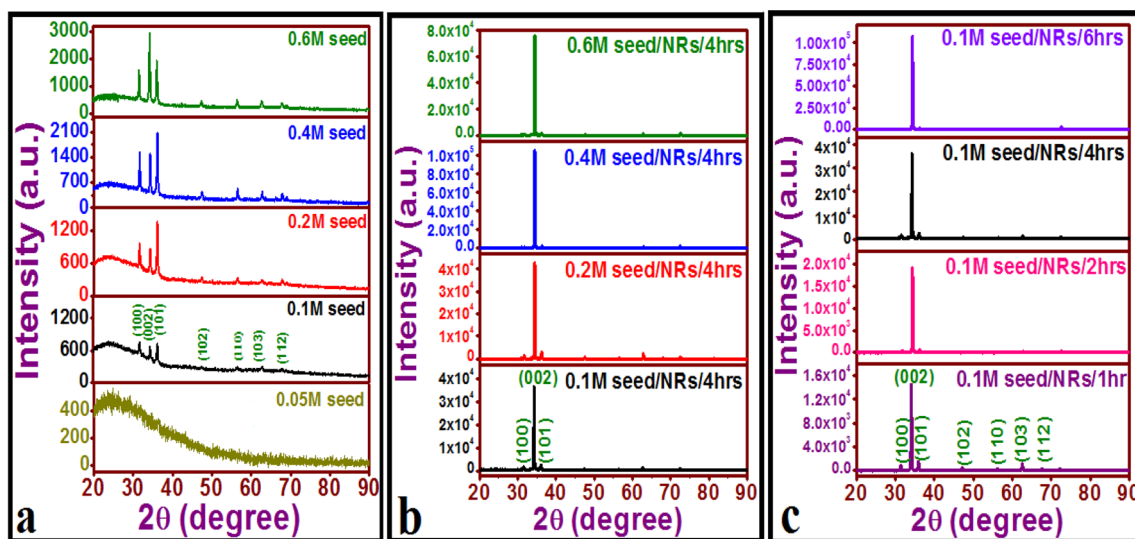 Intensity (a.u.)
0.6M seed
3000
2000
1000
0
0.4M seed
2100
1400
700
0
0.2M seed
1200
600
0
0.1M seed
1200
600
0
(100)
(002)
(101)
(102)
(110)
(103)
(112)
0.05M seed
400
200
0
20 30 40 50 60 70 80 90
2θ (degree)
a
Intensity (a.u.)
0.6M seed/NRs/4hrs
8.0x10⁴
6.0x10⁴
4.0x10⁴
2.0x10⁴
0.0
0.4M seed/NRs/4hrs
1.0x10⁵
8.0x10⁴
6.0x10⁴
4.0x10⁴
2.0x10⁴
0.0
0.2M seed/NRs/4hrs
4x10⁴
3x10⁴
2x10⁴
1x10⁴
0
0.1M seed/NRs/4hrs
4x10⁴
3x10⁴
2x10⁴
1x10⁴
0
(100)
(002)
(101)
20 30 40 50 60 70 80 90
2θ (degree)
b
Intensity (a.u.)
0.1M seed/NRs/6hrs
1.0x10⁵
7.50x10⁴
5.00x10⁴
2.50x10⁴
0.0
0.1M seed/NRs/4hrs
4x10⁴
3x10⁴
2x10⁴
1x10⁴
0
0.1M seed/NRs/2hrs
2.0x10⁴
1.5x10⁴
1.0x10⁴
5.0x10³
0.0
0.1M seed/NRs/1hr
1.6x10⁴
1.2x10⁴
8.0x10³
4.0x10³
0.0
(100)
(002)
(101)
(102)
(110)
(103)
(112)
20 30 40 50 60 70 80 90
2θ (degree)
c